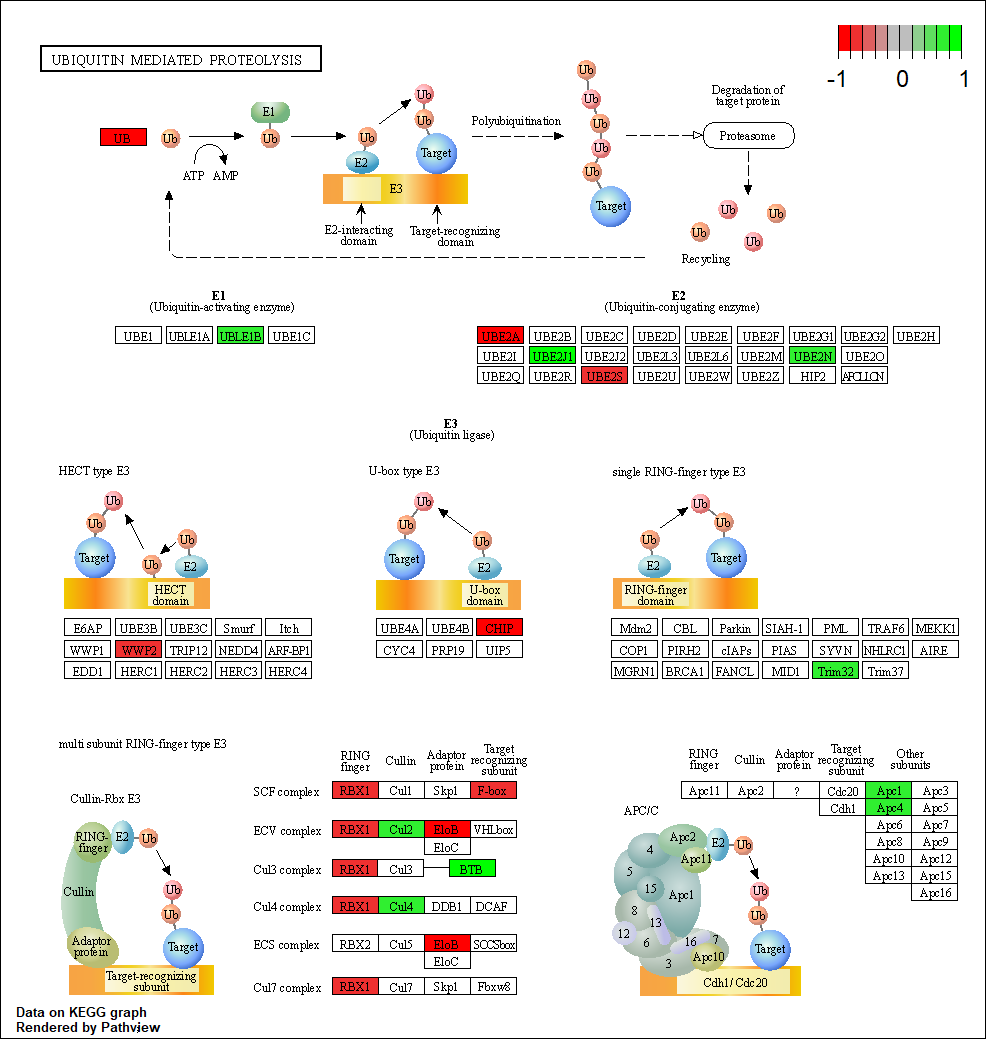 UBIQUITIN MEDIATED PROTEOLYSIS
-1 0 1
UB
Ub
ATP AMP
E1
Ub
Ub
E2
Ub
Ub
Target
E3
E2-interacting
domain
Target-recognizing
domain
Polyubiquitination
Ub
Ub
Ub
Ub
Ub
Target
Degradation of
target protein
Proteasome
Ub
Ub
Ub
Ub
Recycling
E1
(Ubiquitin-activating enzyme)
UBE1 UBLE1A UBLE1B UBE1C
E2
(Ubiquitin-conjugating enzyme)
UBE2A UBE2B UBE2C UBE2D UBE2E UBE2F UBE2G1 UBE2G2 UBE2H
UBE2I UBE2J1 UBE2J2 UBE2L3 UBE2L6 UBE2M UBE2N UBE2O
UBE2Q UBE2R UBE2S UBE2U UBE2W UBE2Z HIP2 AFCLLCN
E3
(Ubiquitin ligase)
HECT type E3
Ub
Ub
Target
Ub
Ub
E2
HECT
domain
E6AP UBE3B UBE3C Smurf Itch
WWP1 WWP2 TRIP12 NEDD4 ARF-BP1
EDD1 HERC1 HERC2 HERC3 HERC4
U-box type E3
Ub
Ub
Target
Ub
E2
U-box
domain
UBE4A UBE4B CHIP
CYC4 PRP19 UIP5
single RING-finger type E3
Ub
E2
Ub
Ub
Target
RING-finger
domain
Mdm2 CBL Parkin SIAH-1 PML TRAF6 MEKK1
COP1 PIRH2 cIAPs PIAS SYVN NHLRC1 AIRE
MGRN1 BRCA1 FANCL MID1 Trim32 Trim37
multi subunit RING-finger type E3
Cullin-Rbx E3
RING-
finger
E2
Ub
Cullin
Ub
Ub
Adaptor
protein
Target
Target-recognizing
subunit
RING
finger
Cullin
Adaptor
protein
Target
recognizing
subunit
SCF complex RBX1 Cul1 Skp1 F-box
ECV complex RBX1 Cul2 EloB VHLbox
EloC
Cul3 complex RBX1 Cul3 BTB
Cul4 complex RBX1 Cul4 DDB1 DCAF
ECS complex RBX2 Cul5 EloB SOCSbox
EloC
Cul7 complex RBX1 Cul7 Skp1 Fbxw8
RING
finger
Cullin
Adaptor
protein
Target
recognizing
subunit
Other
subunits
Apc11 Apc2 ? Cdc20 Apc1 Apc3
Cdh1 Apc4 Apc5
Apc6 Apc7
Apc8 Apc9
Apc10 Apc12
Apc13 Apc15
Apc16
APC/C
Apc2
E2
Ub
4
Apc11
5
15
Apc1
Ub
Ub
8
13
12
6
16
7
3
Apc10
Target
Cdh1/ Cdc20
Data on KEGG graph
Rendered by Pathview